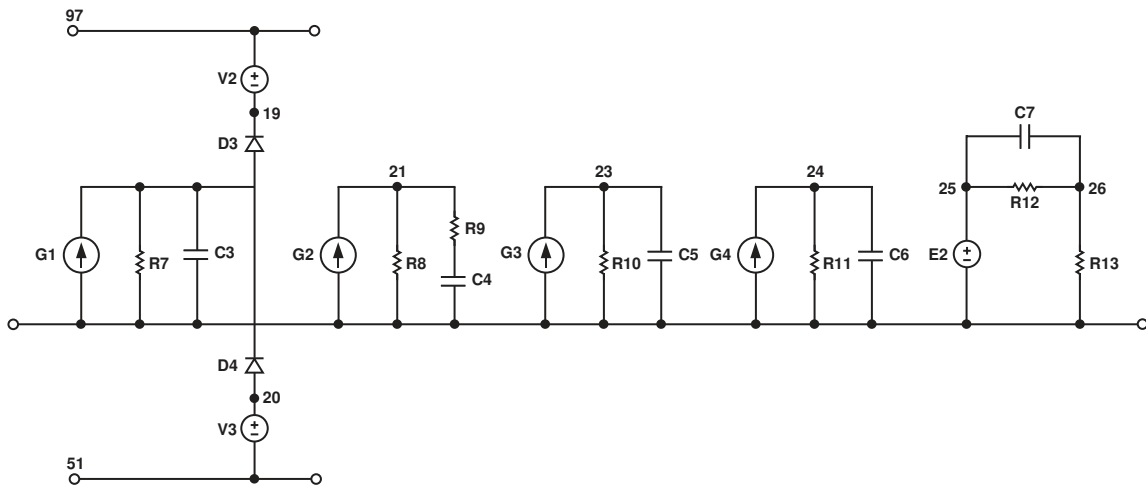 97
V2
+
−
19
D3
C7
21
23
24
25
26
R12
R9
G1
R7
C3
G2
R8
C4
G3
R10
C5
G4
R11
C6
E2
+
−
R13
D4
20
V3
+
−
51